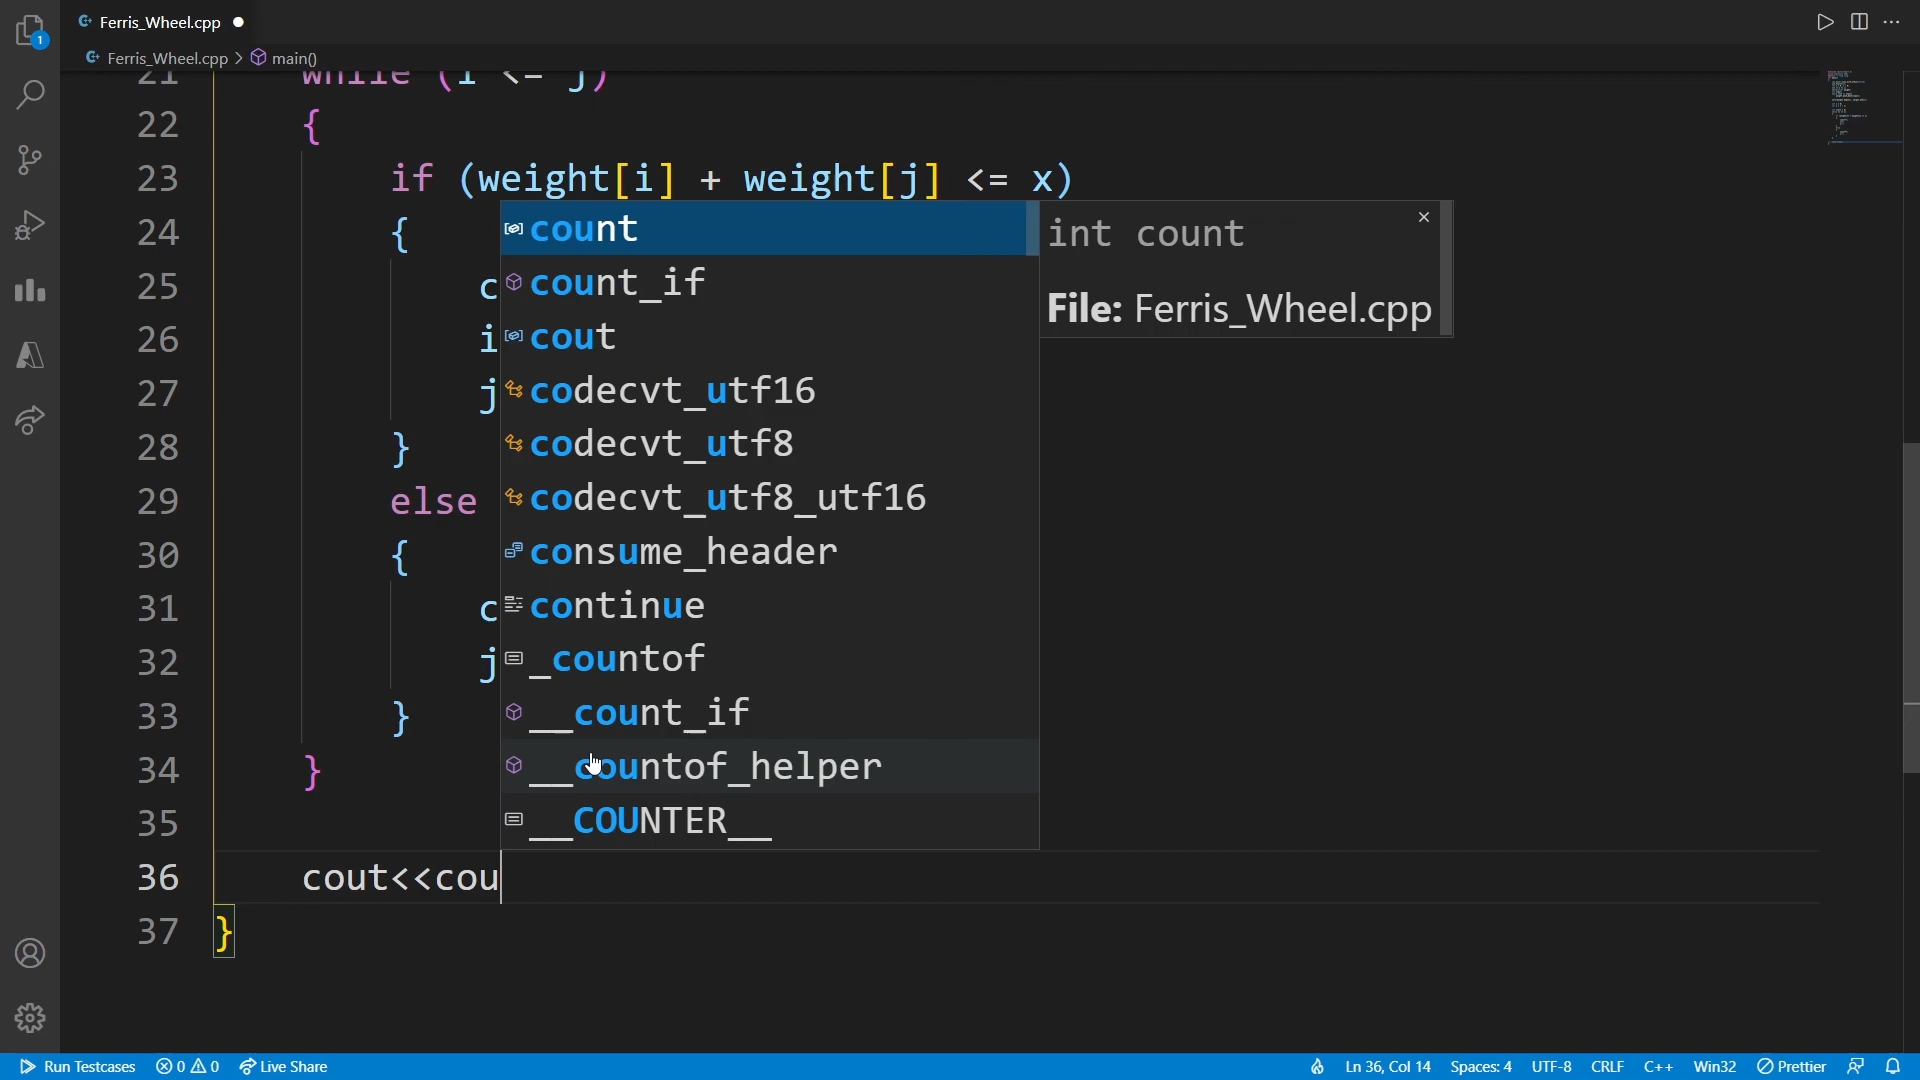 Ferris_Wheel.cpp
Ferris_Wheel.cpp > main()
1
21 while (i <= j)
22 {
23 if (weight[i] + weight[j] <= x)
24 {
25 c
26 i
27 j
28 }
29 else
30 {
31 c
32 j
33 }
34 }
35
36 cout<<cou
37 }
count
count_if
cout
codecvt_utf16
codecvt_utf8
codecvt_utf8_utf16
consume_header
continue
_countof
__count_if
__countof_helper
__COUNTER__
int count
File: Ferris_Wheel.cpp
Run Testcases 0 0 Live Share Ln 36, Col 14 Spaces: 4 UTF-8 CRLF C++ Win32 Prettier